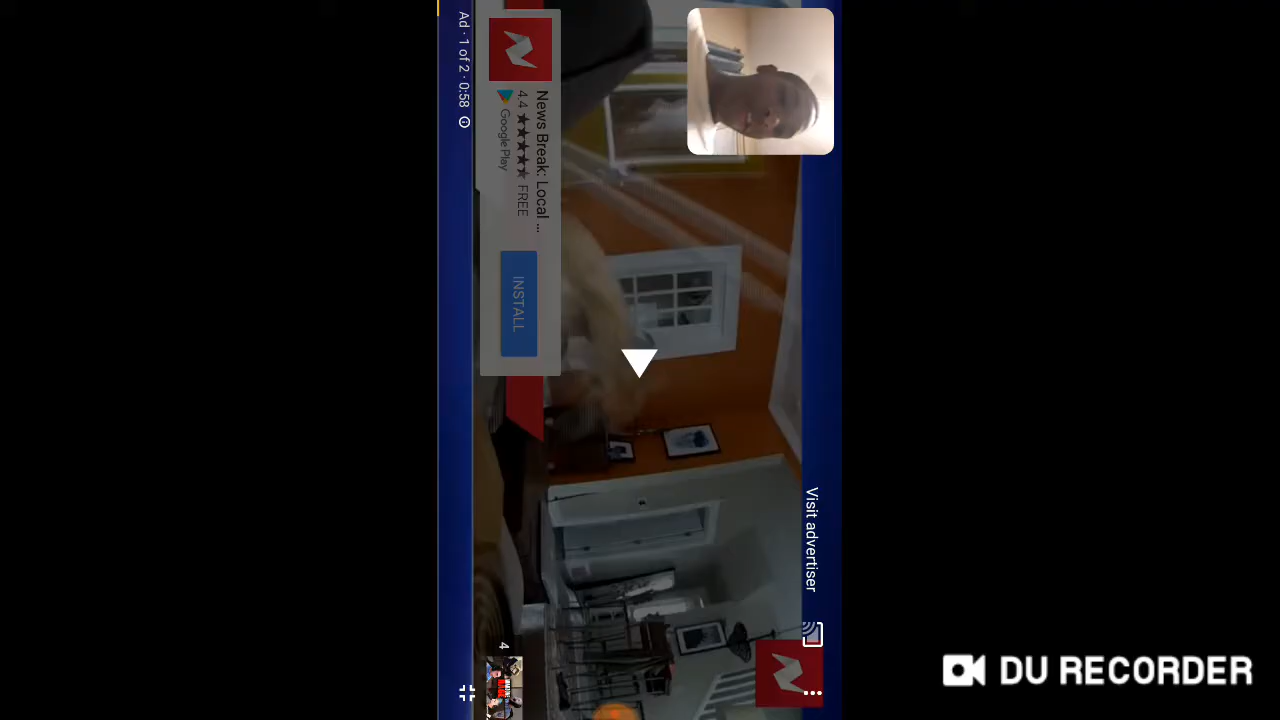 Visit advertiser
News Break: Local ...
4.4 ★★★★★ FREE
Google Play
INSTALL
Ad · 1 of 2 · 0:58
4
DU RECORDER